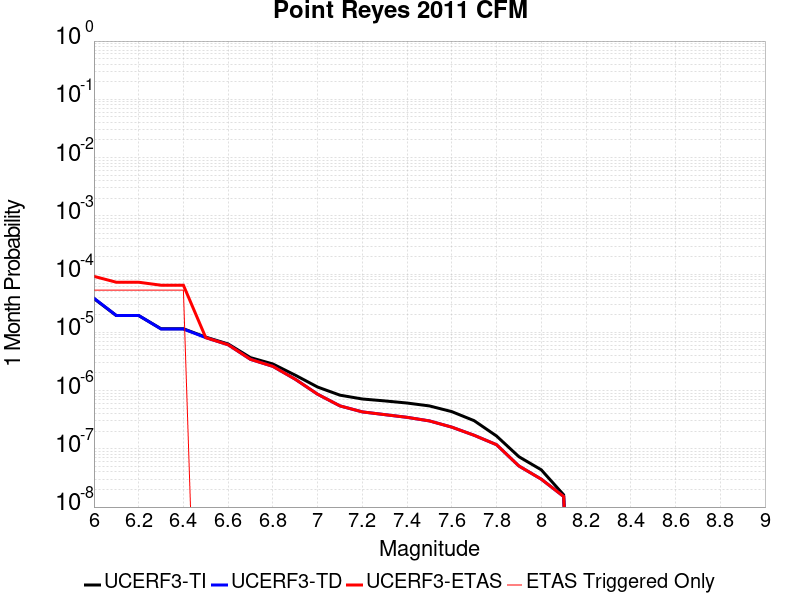 Point Reyes 2011 CFM
10^0
10^-1
10^-2
10^-3
10^-4
10^-5
10^-6
10^-7
10^-8
1 Month Probability
6 6.2 6.4 6.6 6.8 7 7.2 7.4 7.6 7.8 8 8.2 8.4 8.6 8.8 9
Magnitude
UCERF3-TI UCERF3-TD UCERF3-ETAS ETAS Triggered Only